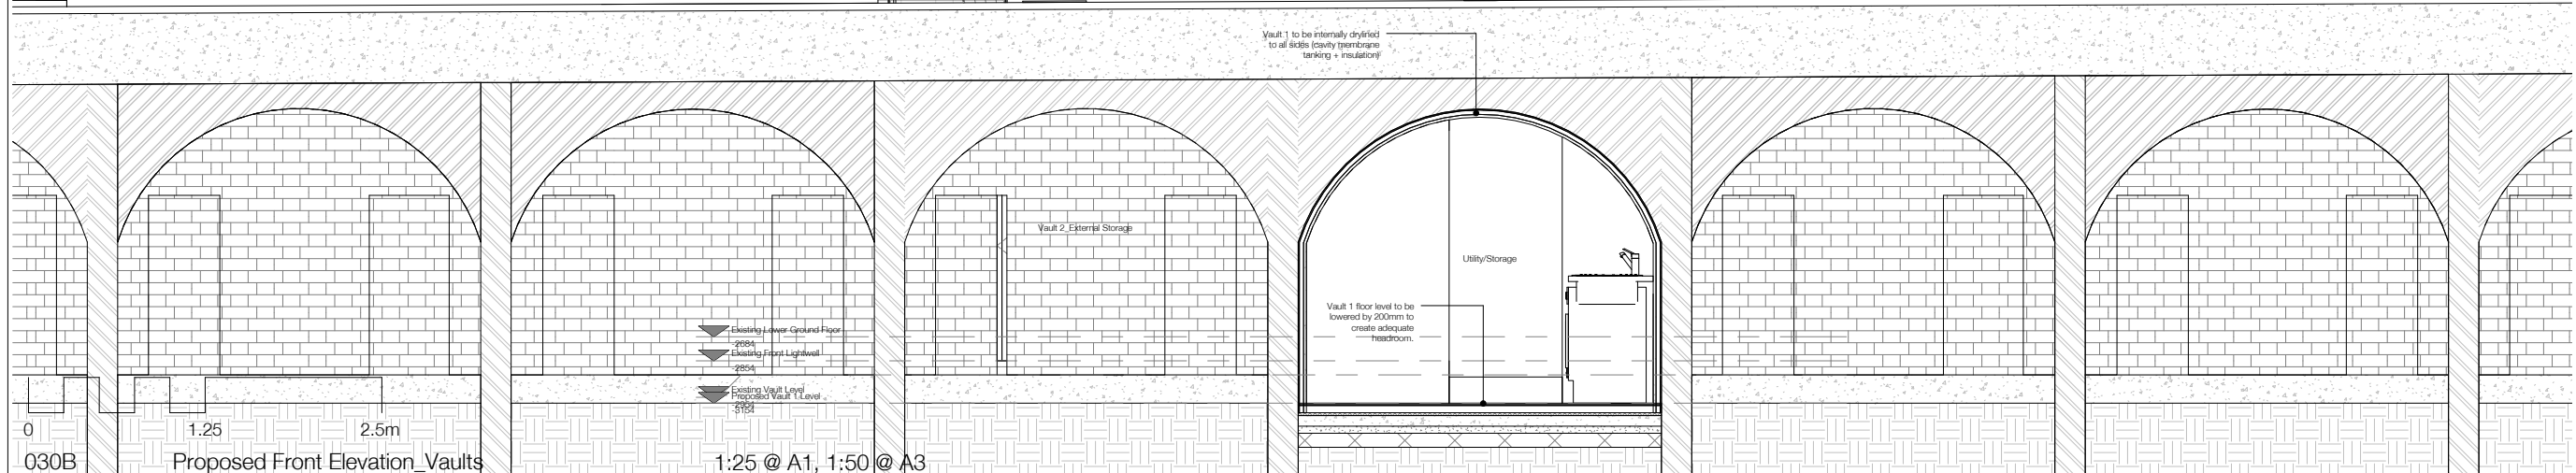 Vault 1 to be internally drylined
to all sides (cavity membrane
tanking + insulation)
Vault 2_External Storage
Utility/Storage
Vault 1 floor level to be
lowered by 200mm to
create adequate
headroom.
Existing Lower Ground Floor
-2684
Existing Front Lightwell
-2854
Existing Vault Level
Proposed Vault 1 Level
-2954
-3154
0
1.25
2.5m
030B
Proposed Front Elevation_Vaults
1:25 @ A1, 1:50 @ A3